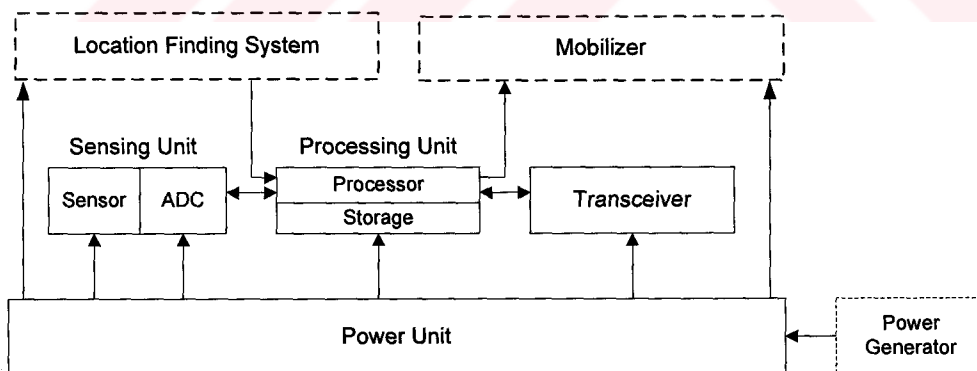 Location Finding System
Mobilizer
Sensing Unit
Processing Unit
Sensor
ADC
Processor
Storage
Transceiver
Power Unit
Power
Generator